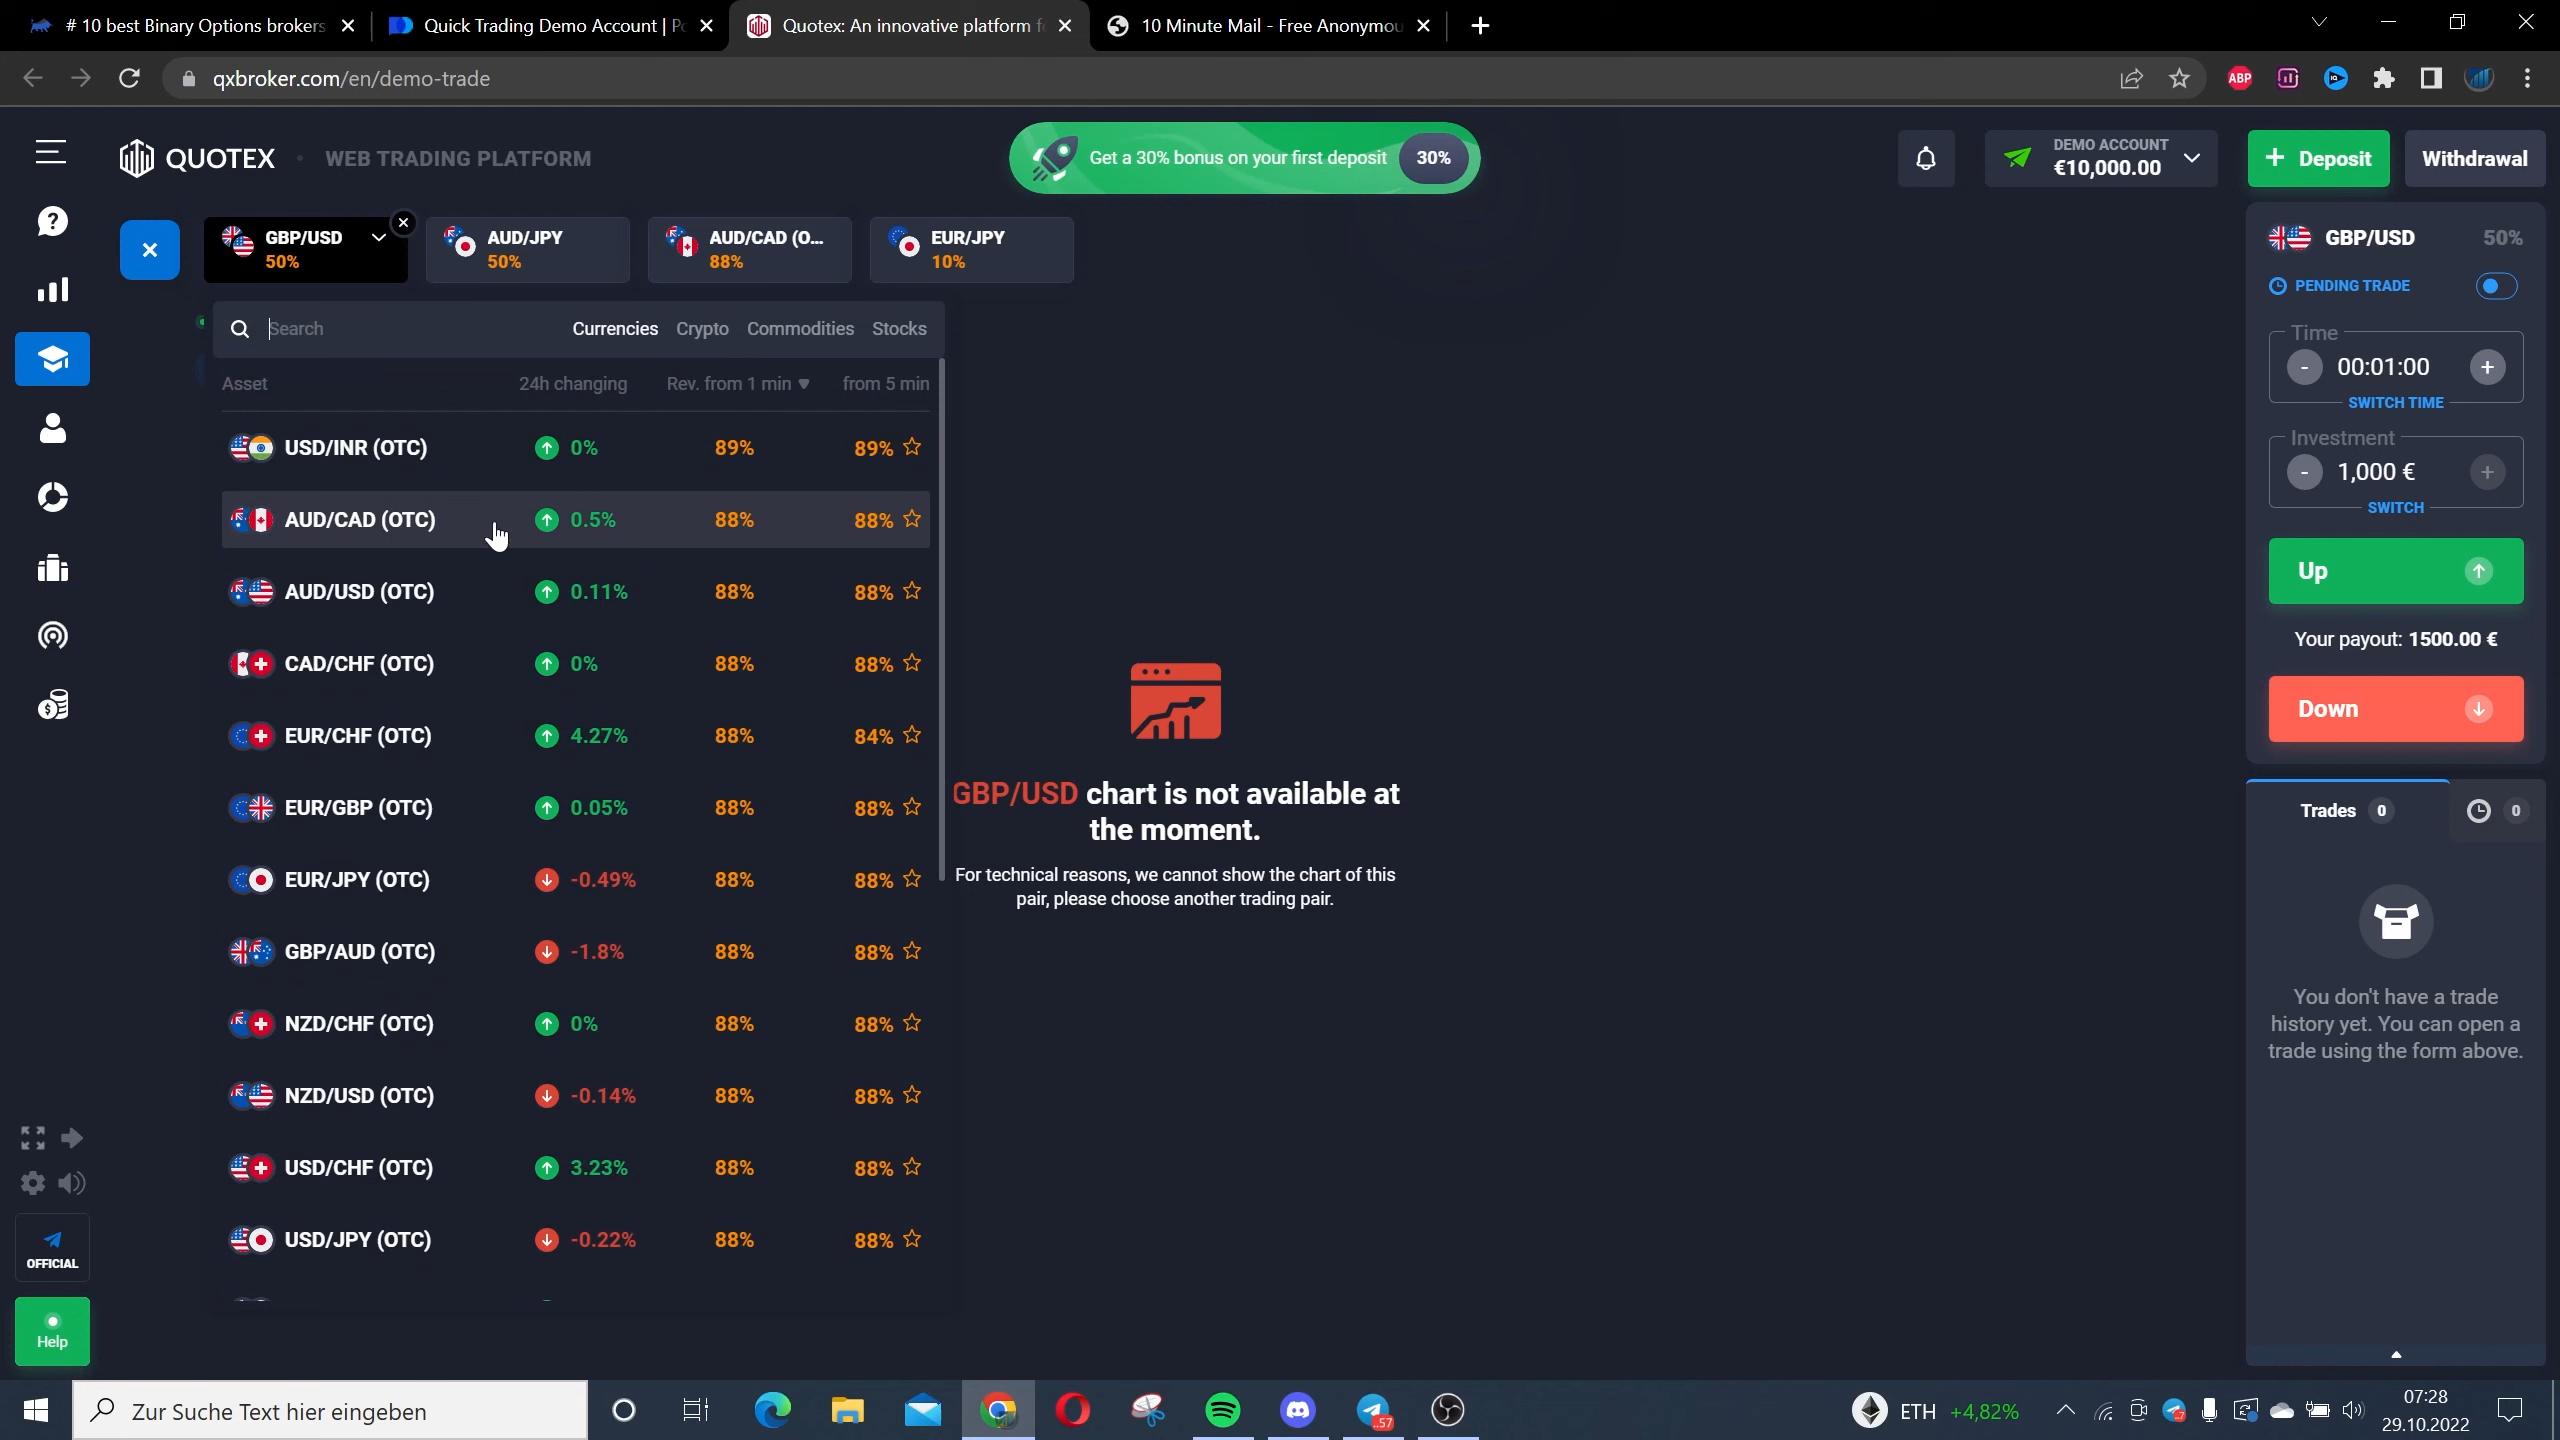 # 10 best Binary Options brokers
Quick Trading Demo Account | Po
Quotex: An innovative platform f
10 Minute Mail - Free Anonymou
qxbroker.com/en/demo-trade
ABP
QUOTEX • WEB TRADING PLATFORM
Get a 30% bonus on your first deposit 30%
DEMO ACCOUNT
€10,000.00
+ Deposit
Withdrawal
GBP/USD
50%
AUD/JPY
50%
AUD/CAD (O...
88%
EUR/JPY
10%
Search
Currencies Crypto Commodities Stocks
Asset 24h changing Rev. from 1 min from 5 min
USD/INR (OTC) 0% 89% 89%
AUD/CAD (OTC) 0.5% 88% 88%
AUD/USD (OTC) 0.11% 88% 88%
CAD/CHF (OTC) 0% 88% 88%
EUR/CHF (OTC) 4.27% 88% 84%
EUR/GBP (OTC) 0.05% 88% 88%
EUR/JPY (OTC) -0.49% 88% 88%
GBP/AUD (OTC) -1.8% 88% 88%
NZD/CHF (OTC) 0% 88% 88%
NZD/USD (OTC) -0.14% 88% 88%
USD/CHF (OTC) 3.23% 88% 88%
USD/JPY (OTC) -0.22% 88% 88%
GBP/USD chart is not available at
the moment.
For technical reasons, we cannot show the chart of this
pair, please choose another trading pair.
GBP/USD 50%
PENDING TRADE
Time
- 00:01:00 +
SWITCH TIME
Investment
- 1,000 € +
SWITCH
Up
Your payout: 1500.00 €
Down
Trades 0
0
You don't have a trade
history yet. You can open a
trade using the form above.
OFFICIAL
Help
Zur Suche Text hier eingeben
57
ETH +4,82%
07:28
29.10.2022